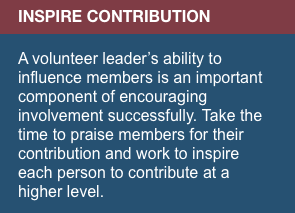 INSPIRE CONTRIBUTION
A volunteer leader’s ability to
influence members is an important
component of encouraging
involvement successfully. Take the
time to praise members for their
contribution and work to inspire
each person to contribute at a
higher level.